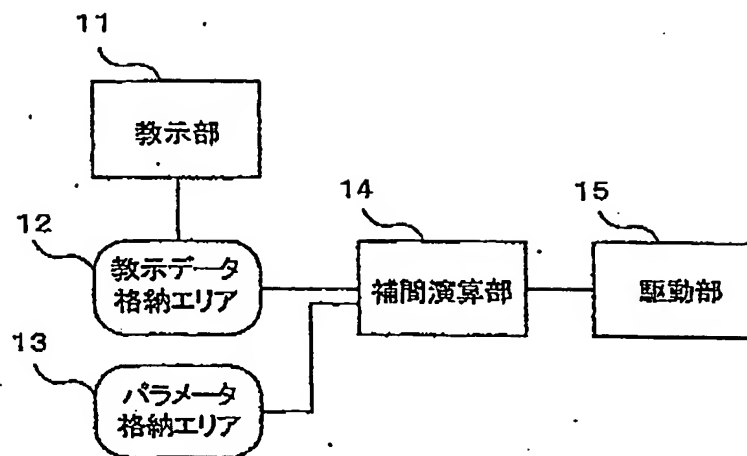 11
教示部
12
教示データ
格納エリア
13
パラメータ
格納エリア
14
補間演算部
15
駆動部